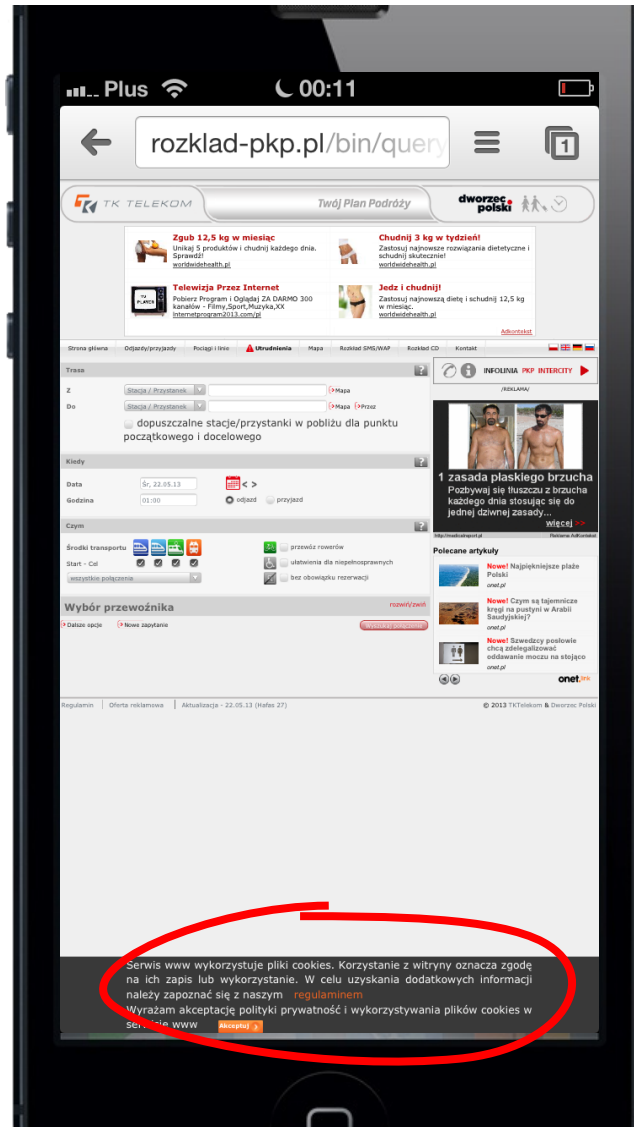 Plus 00:11
rozklad-pkp.pl/bin/query
1
TK TELEKOM
Twój Plan Podróży
dworzec
polski
Zgub 12,5 kg w miesiąc
Unikaj 5 produktów i chudnij każdego dnia.
Sprawdź!
worldwidehealth.pl
Chudnij 3 kg w tydzień!
Zastosuj najnowsze rozwiązania dietetyczne i
schudnij skutecznie!
worldwidehealth.pl
TV
PLANER
Telewizja Przez Internet
Pobierz Program i Oglądaj ZA DARMO 300
kanałów - Filmy,Sport,Muzyka,XX
Internetprogram2013.com/pl
Jedz i chudnij!
Zastosuj najnowszą dietę i schudnij 12,5 kg
w miesiąc.
worldwidehealth.pl
Adkontekst
Strona główna Odjazdy/przyjazdy Pociągi i linie Utrudnienia Mapa Rozkład SMS/WAP Rozkład CD Kontakt
Trasa ?
Z Stacja / Przystanek Mapa
Do Stacja / Przystanek Mapa Przez
dopuszczalne stacje/przystanki w pobliżu dla punktu
początkowego i docelowego
Kiedy ?
Data Śr, 22.05.13 < >
Godzina 01:00 odjazd przyjazd
Czym ?
Środki transportu przewóz rowerów
Start - Cel ułatwienia dla niepełnosprawnych
wszystkie połączenie bez obowiązku rezerwacji
Wybór przewoźnika rozwiń/zwiń
Dalsze opcje Nowe zapytanie Wyszukaj połączenie
INFOLINIA PKP INTERCITY
/REKLAMA/
1 zasada płaskiego brzucha
Pozbywaj się tłuszczu z brzucha
każdego dnia stosując się do
jednej dziwnej zasady...
więcej >>
Reklama AdKontekst
Polecane artykuły
Nowe! Najpiękniejsze plaże
Polski
onet.pl
Nowe! Czym są tajemnicze
kręgi na pustyni w Arabii
Saudyjskiej?
onet.pl
Nowe! Szwedzcy posłowie
chcą zdelegalizować
oddawanie moczu na stojąco
onet.pl
onet.link
Regulamin | Oferta reklamowa | Aktualizacja - 22.05.13 (Hafas 27) © 2013 TKTelekom & Dworzec Polski
Serwis www wykorzystuje pliki cookies. Korzystanie z witryny oznacza zgodę
na ich zapis lub wykorzystanie. W celu uzyskania dodatkowych informacji
należy zapoznać się z naszym regulaminem
Wyrażam akceptację polityki prywatność i wykorzystywania plików cookies w
serwisie www Akceptuj